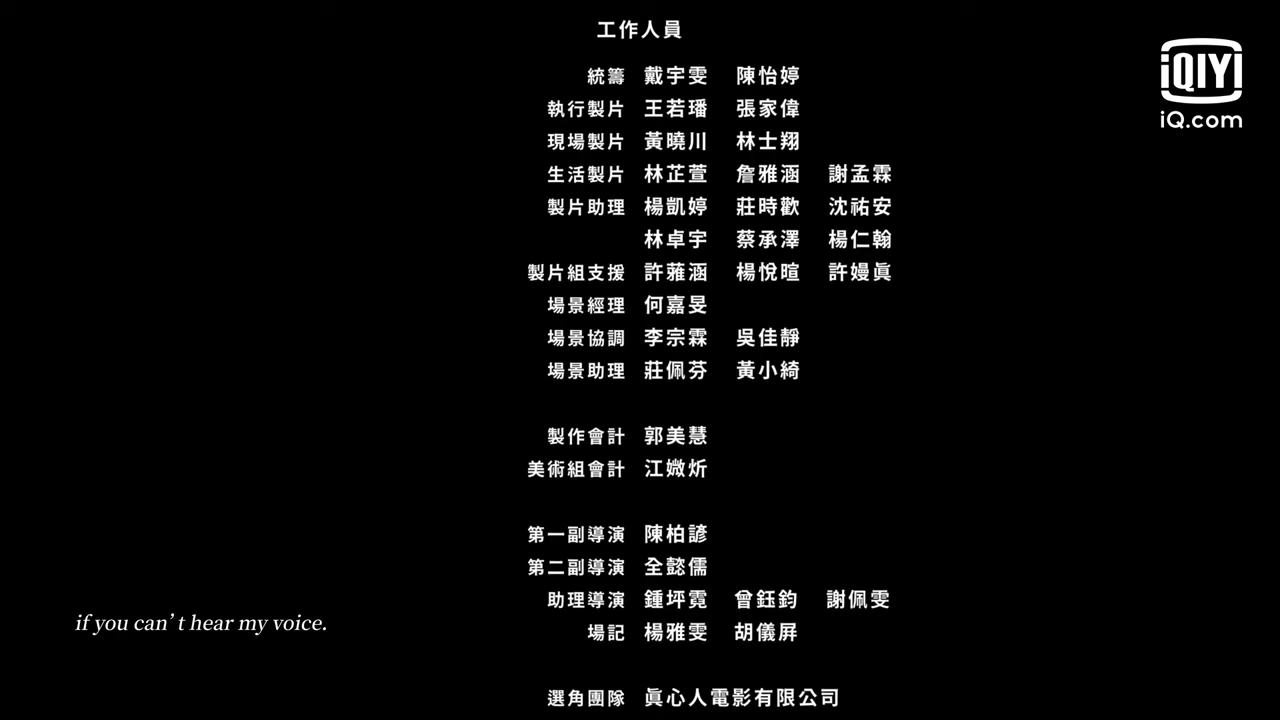 工作人員
iQIYI
iQ.com
統籌 戴宇雯 陳怡婷
執行製片 王若璠 張家偉
現場製片 黃曉川 林士翔
生活製片 林芷萱 詹雅涵 謝孟霖
製片助理 楊凱婷 莊時歡 沈祐安
林卓宇 蔡承澤 楊仁翰
製片組支援 許蕥涵 楊悅暄 許嫚真
場景經理 何嘉旻
場景協調 李宗霖 吳佳靜
場景助理 莊佩芬 黃小綺
製作會計 郭美慧
美術組會計 江媺炘
第一副導演 陳柏諺
第二副導演 全懿儒
助理導演 鍾坪霓 曾鈺鈞 謝佩雯
if you can't hear my voice.
場記 楊雅雯 胡儀屏
選角團隊 真心人電影有限公司